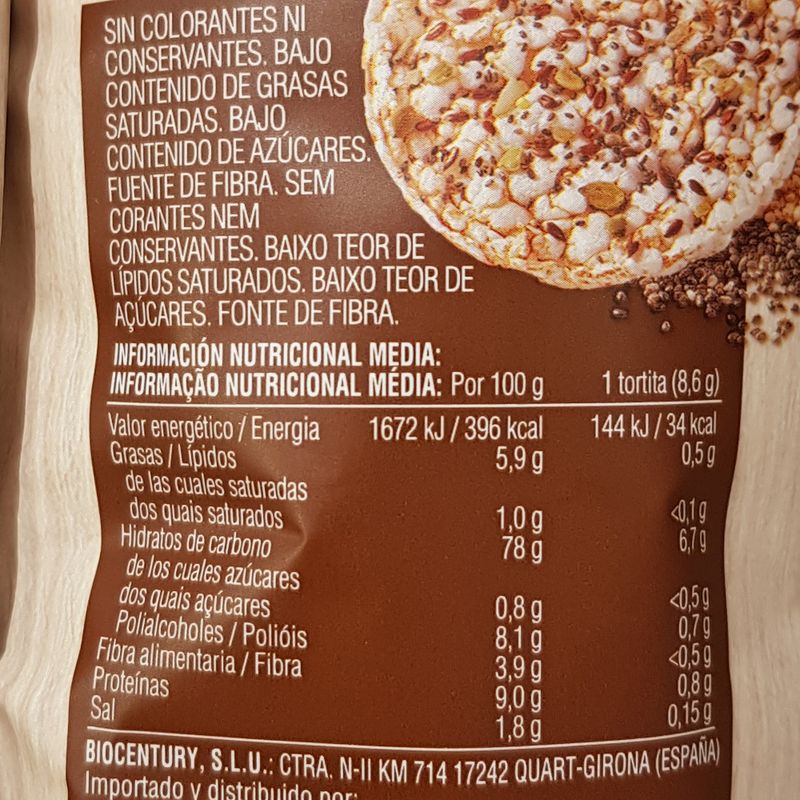 SIN COLORANTES NI
CONSERVANTES. BAJO
CONTENIDO DE GRASAS
SATURADAS. BAJO
CONTENIDO DE AZÚCARES.
FUENTE DE FIBRA. SEM
CORANTES NEM
CONSERVANTES. BAIXO TEOR DE
LÍPIDOS SATURADOS. BAIXO TEOR DE
AÇÚCARES. FONTE DE FIBRA.
INFORMACIÓN NUTRICIONAL MEDIA:
INFORMAÇÃO NUTRICIONAL MÉDIA: Por 100 g 1 tortita (8,6 g)
Valor energético / Energia 1672 kJ / 396 kcal 144 kJ / 34 kcal
Grasas / Lípidos 5,9 g 0,5 g
de las cuales saturadas
dos quais saturados 1,0 g <0,1 g
Hidratos de carbono 78 g 6,7 g
de los cuales azúcares
dos quais açúcares 0,8 g <0,5 g
Polialcoholes / Polióis 8,1 g 0,7 g
Fibra alimentaria / Fibra 3,9 g <0,5 g
Proteínas 9,0 g 0,8 g
Sal 1,8 g 0,15 g
BIOCENTURY, S.L.U.: CTRA. N-II KM 714 17242 QUART-GIRONA (ESPAÑA)
Importado y distribuido por: